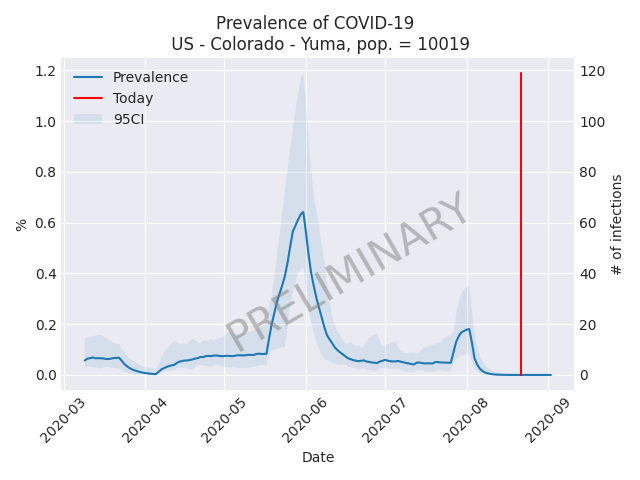 Prevalence of COVID-19
US - Colorado - Yuma, pop. = 10019
Prevalence
Today
95CI
1.2
1.0
0.8
0.6
0.4
0.2
0.0
%
120
100
80
60
40
20
0
# of infections
PRELIMINARY
2020-03
2020-04
2020-05
2020-06
2020-07
2020-08
2020-09
Date